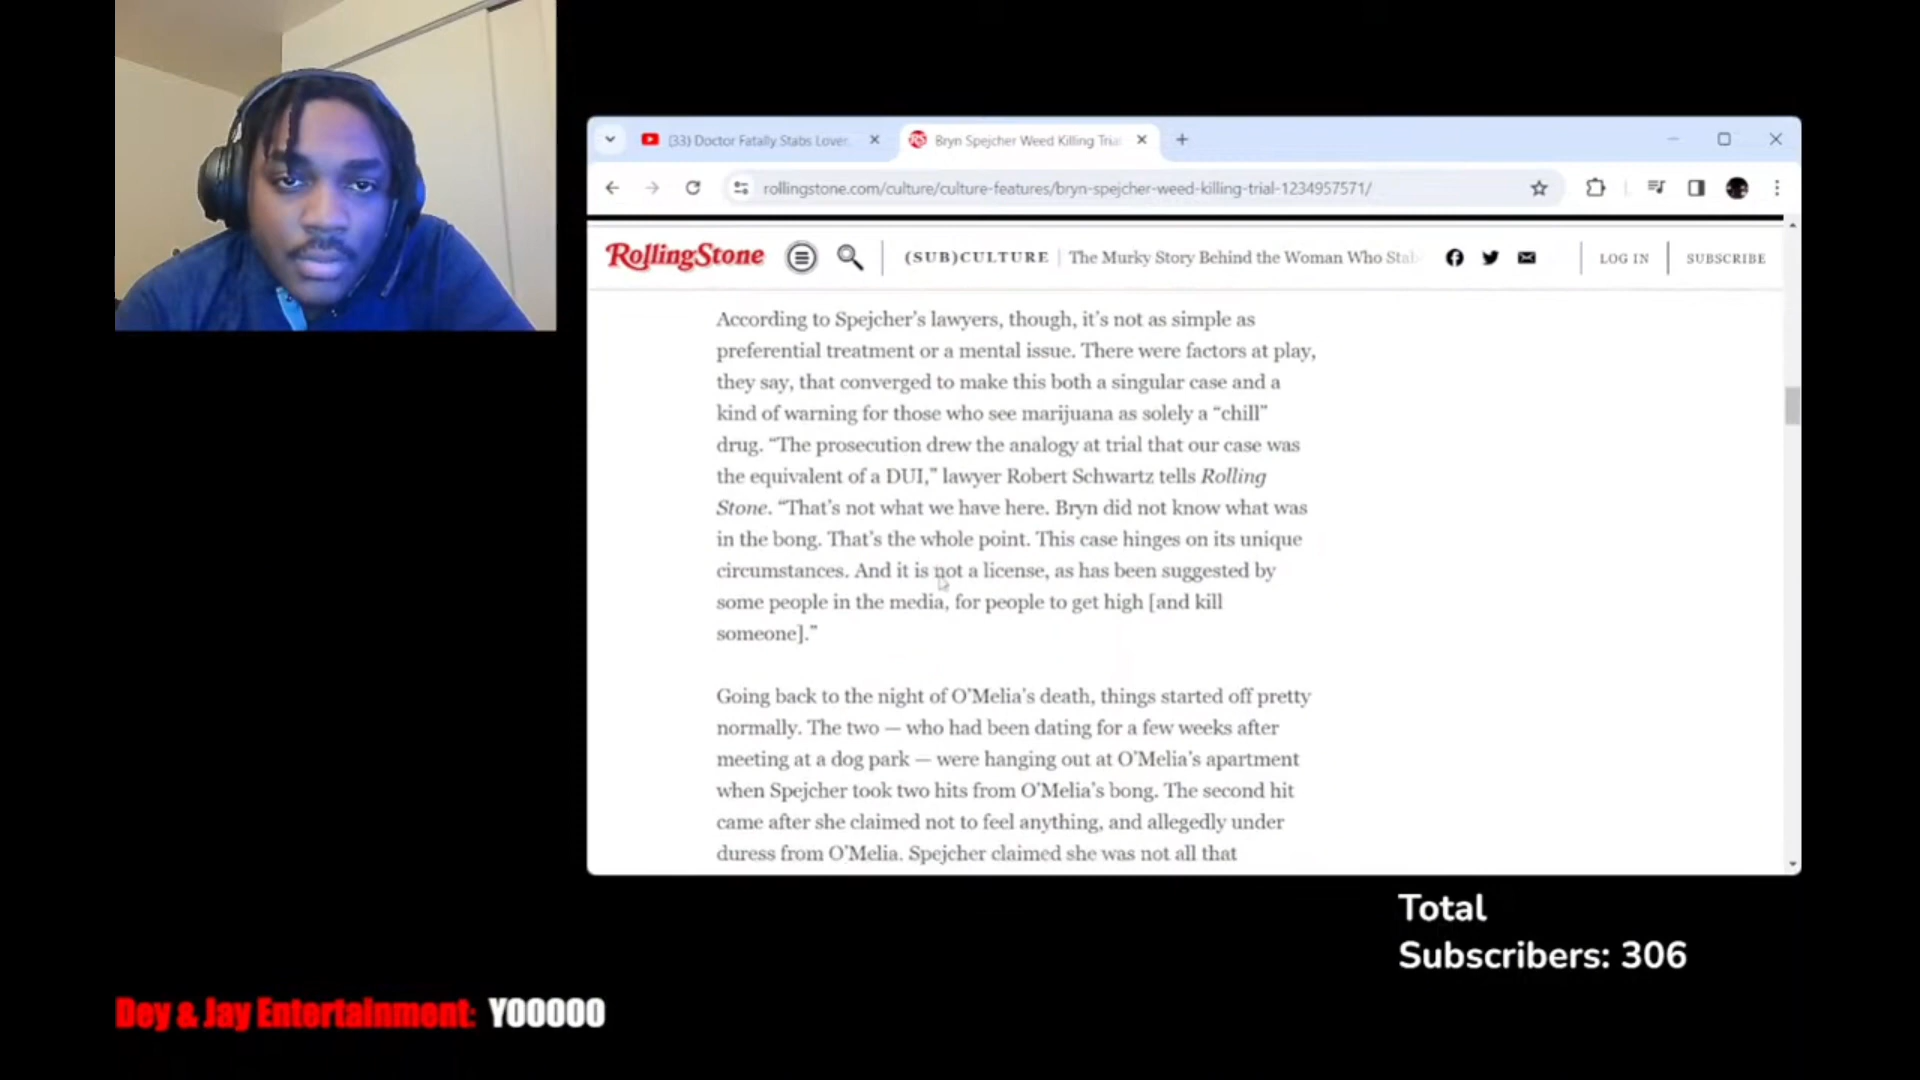 (33) Doctor Fatally Stabs Lover
Bryn Spejcher Weed Killing Tria
rollingstone.com/culture/culture-features/bryn-spejcher-weed-killing-trial-1234957571/
RollingStone
(SUB)CULTURE | The Murky Story Behind the Woman Who Stab
LOG IN
SUBSCRIBE
According to Spejcher’s lawyers, though, it’s not as simple as
preferential treatment or a mental issue. There were factors at play,
they say, that converged to make this both a singular case and a
kind of warning for those who see marijuana as solely a “chill”
drug. “The prosecution drew the analogy at trial that our case was
the equivalent of a DUI,” lawyer Robert Schwartz tells Rolling
Stone. “That’s not what we have here. Bryn did not know what was
in the bong. That’s the whole point. This case hinges on its unique
circumstances. And it is not a license, as has been suggested by
some people in the media, for people to get high [and kill
someone].”
Going back to the night of O’Melia’s death, things started off pretty
normally. The two — who had been dating for a few weeks after
meeting at a dog park — were hanging out at O’Melia’s apartment
when Spejcher took two hits from O’Melia’s bong. The second hit
came after she claimed not to feel anything, and allegedly under
duress from O’Melia. Spejcher claimed she was not all that
Total
Subscribers: 306
Dey & Jay Entertainment: YOOOOO